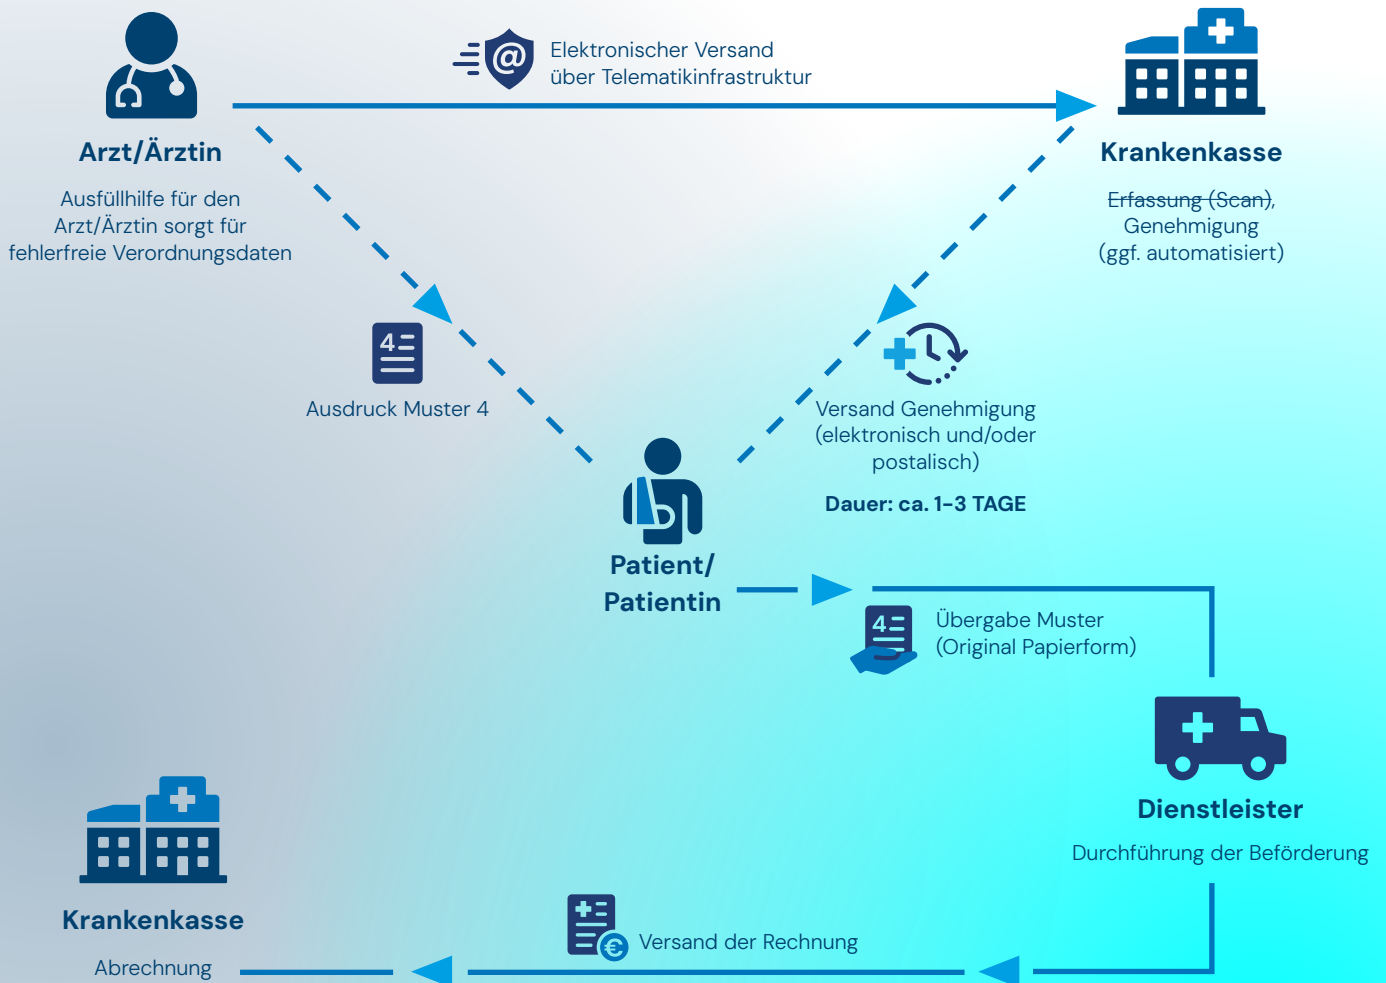 @
Elektronischer Versand
über Telematikinfrastruktur
Arzt/Ärztin
Ausfüllhilfe für den
Arzt/Ärztin sorgt für
fehlerfreie Verordnungsdaten
Krankenkasse
Erfassung (Scan),
Genehmigung
(ggf. automatisiert)
4
Ausdruck Muster 4
Versand Genehmigung
(elektronisch und/oder
postalisch)
Dauer: ca. 1-3 TAGE
Patient/
Patientin
4
Übergabe Muster
(Original Papierform)
Dienstleister
Durchführung der Beförderung
Krankenkasse
Abrechnung
€
Versand der Rechnung